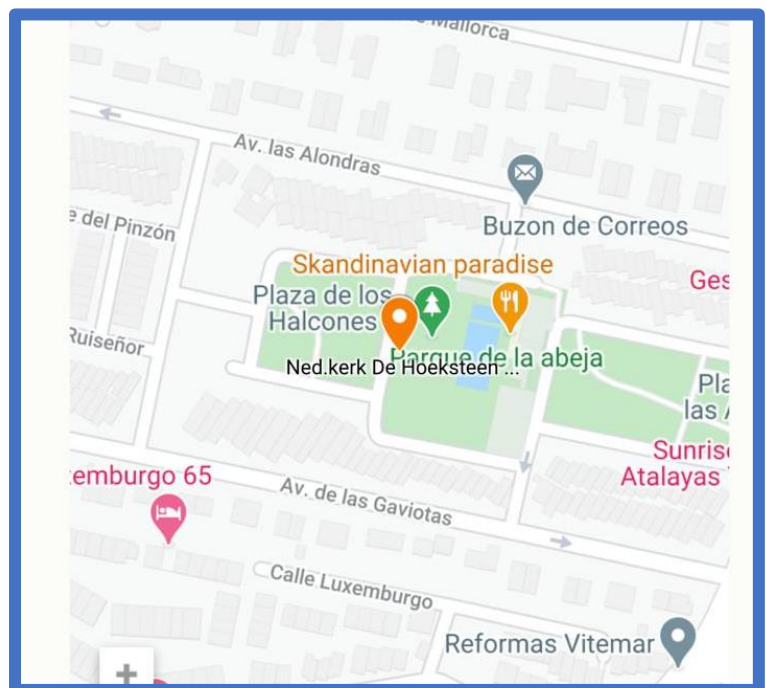 Mallorca
Av. las Alondras
Buzon de Correos
e del Pinzón
Skandinavian paradise
Ges
Plaza de los
Halcones
Ruiseñor
Parque de la abeja
Ned.kerk De Hoeksteen ...
Pla
las
Sunris
Atalayas
emburgo 65
Av. de las Gaviotas
Calle Luxemburgo
Reformas Vitemar
+